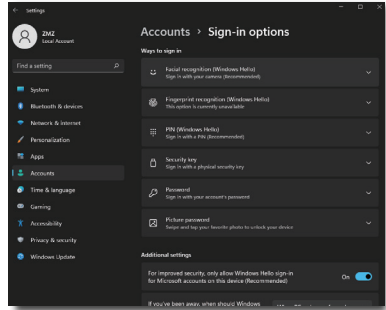 Settings
ZMZ
Local Account
Find a setting
System
Bluetooth & devices
Network & internet
Personalization
Apps
Accounts
Time & language
Gaming
Accessibility
Privacy & security
Windows Update
Accounts > Sign-in options
Ways to sign in
Facial recognition (Windows Hello)
Sign in with your camera (Recommended)
Fingerprint recognition (Windows Hello)
This option is currently unavailable
PIN (Windows Hello)
Sign in with a PIN (Recommended)
Security key
Sign in with a physical security key
Password
Sign in with your account's password
Picture password
Swipe and tap your favorite photo to unlock your device
Additional settings
For improved security, only allow Windows Hello sign-in
for Microsoft accounts on this device (Recommended)
On
If you've been away, when should Windows